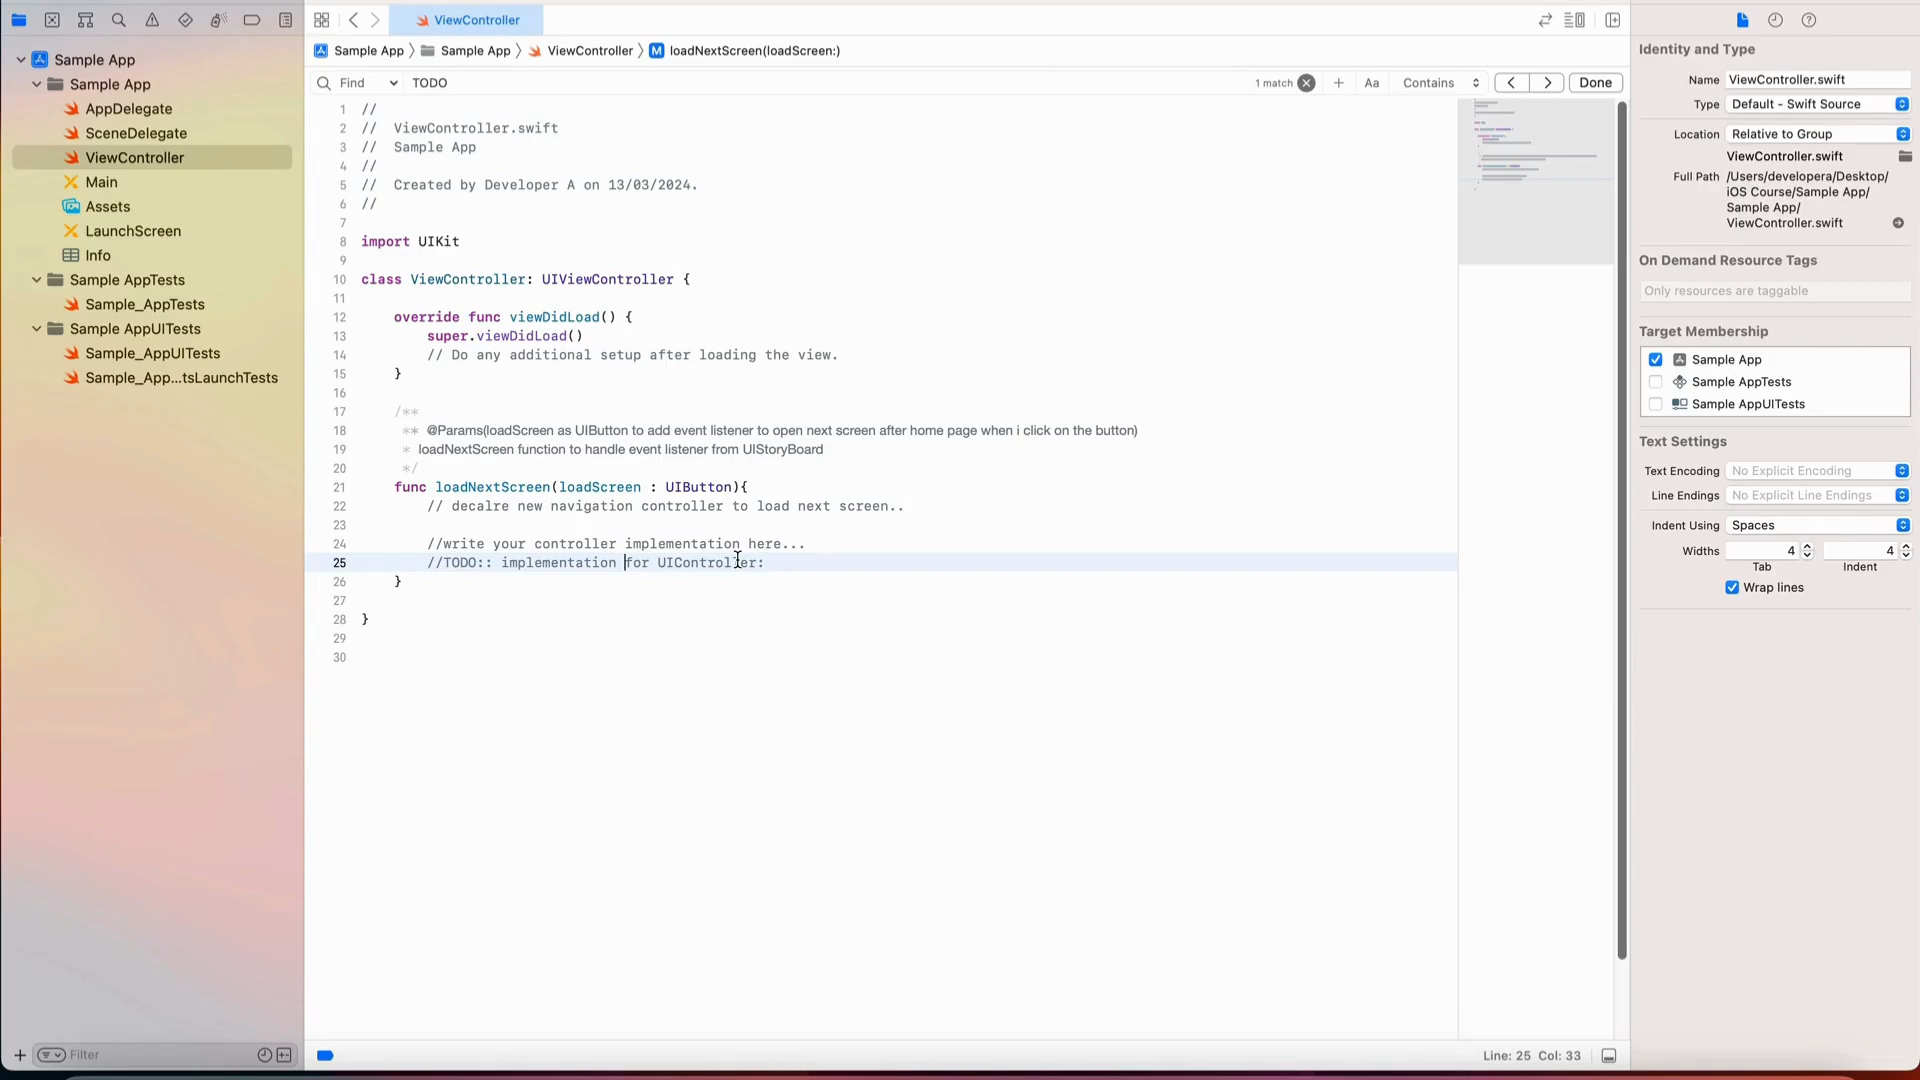 ViewController
Sample App
Sample App
AppDelegate
SceneDelegate
ViewController
Main
Assets
LaunchScreen
Info
Sample AppTests
Sample_AppTests
Sample AppUITests
Sample_AppUITests
Sample_App...tsLaunchTests
Filter
Sample App
Sample App
ViewController
M loadNextScreen(loadScreen:)
Find TODO 1 match Aa Contains Done
1 //
2 // ViewController.swift
3 // Sample App
4 //
5 // Created by Developer A on 13/03/2024.
6 //
7
8 import UIKit
9
10 class ViewController: UIViewController {
11
12 override func viewDidLoad() {
13 super.viewDidLoad()
14 // Do any additional setup after loading the view.
15 }
16
17 /**
18 ** @Params(loadScreen as UIButton to add event listener to open next screen after home page when i click on the button)
19 * loadNextScreen function to handle event listener from UIStoryBoard
20 */
21 func loadNextScreen(loadScreen : UIButton){
22 // decalre new navigation controller to load next screen..
23
24 //write your controller implementation here...
25 //TODO:: implementation for UIController:
26 }
27
28 }
29
30
Line: 25 Col: 33
Identity and Type
Name ViewController.swift
Type Default - Swift Source
Location Relative to Group
ViewController.swift
Full Path /Users/developera/Desktop/
iOS Course/Sample App/
Sample App/
ViewController.swift
On Demand Resource Tags
Only resources are taggable
Target Membership
Sample App
Sample AppTests
Sample AppUITests
Text Settings
Text Encoding No Explicit Encoding
Line Endings No Explicit Line Endings
Indent Using Spaces
Widths 4 4
Tab Indent
Wrap lines